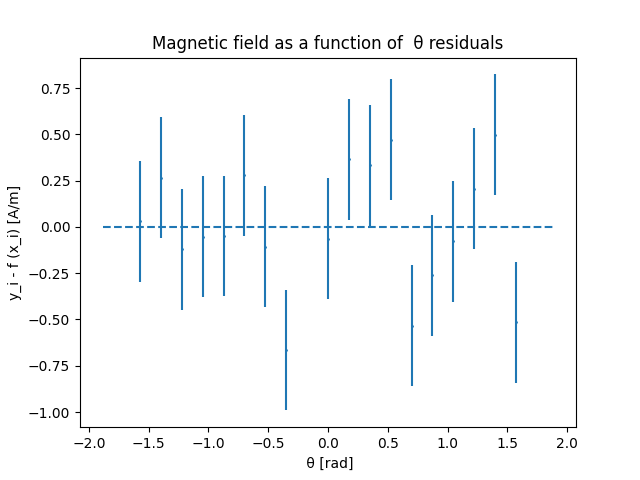 Magnetic field as a function of  θ residuals
y_i - f (x_i) [A/m]
0.75
0.50
0.25
0.00
−0.25
−0.50
−0.75
−1.00
−2.0 −1.5 −1.0 −0.5 0.0 0.5 1.0 1.5 2.0
θ [rad]